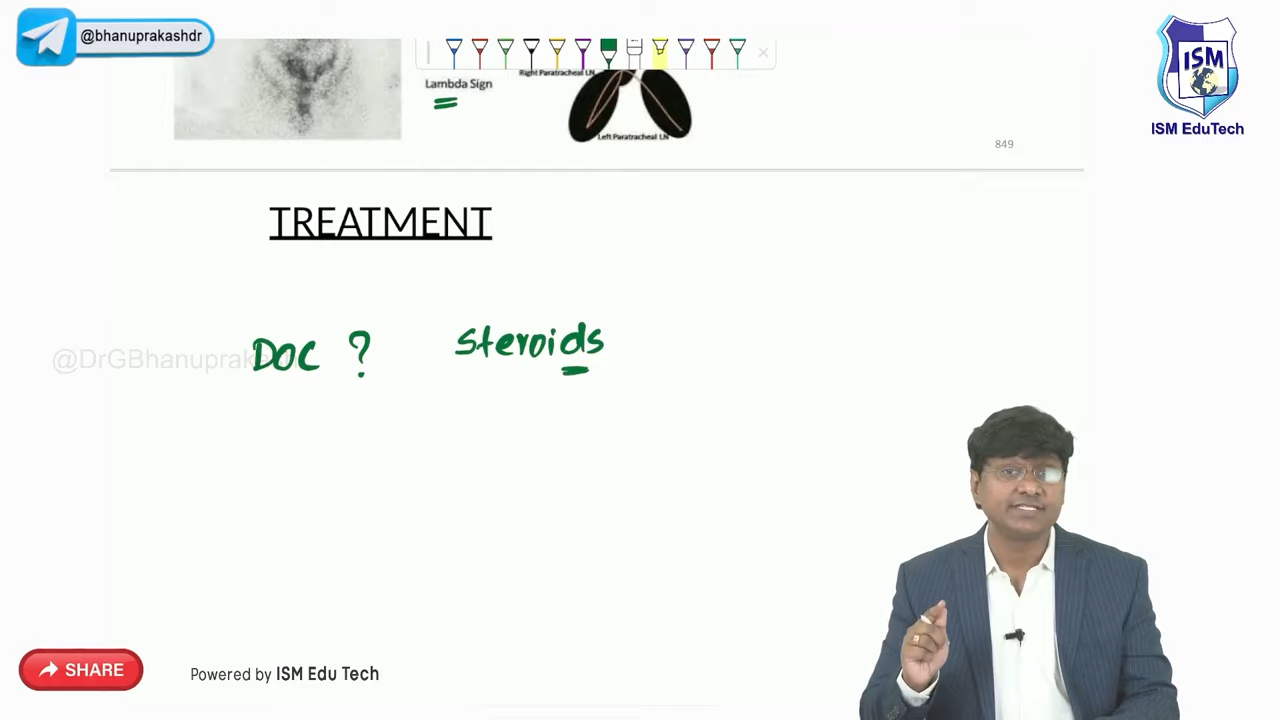 @bhanuprakashdr
ISM
ISM EduTech
Lambda Sign
Right Paratracheal LN
Left Paratracheal LN
849
TREATMENT
DOC ? Steroids
@DrGBhanuprakash
SHARE
Powered by ISM Edu Tech